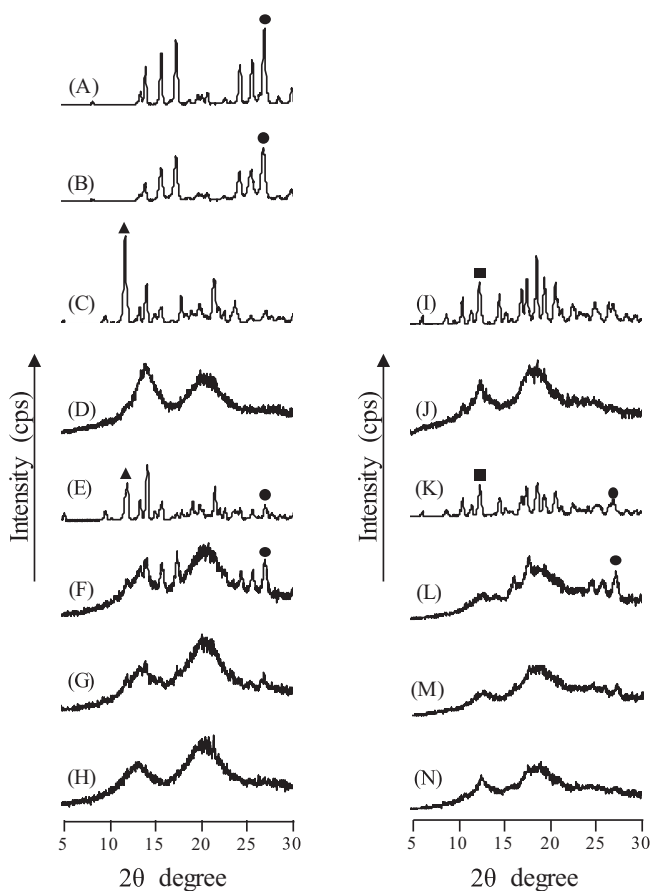 (A)
(B)
(C)
(D)
(E)
(F)
(G)
(H)
Intensity (cps)
5 10 15 20 25 30
2θ degree
(I)
(J)
(K)
(L)
(M)
(N)
Intensity (cps)
5 10 15 20 25 30
2θ degree